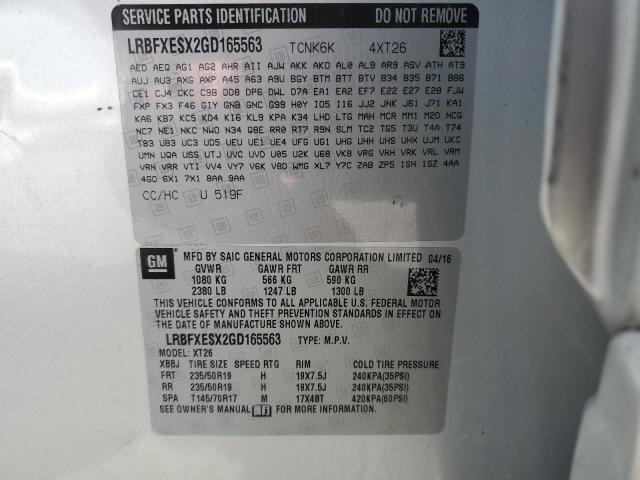 SERVICE PARTS IDENTIFICATION DO NOT REMOVE
LRBFXESX2GD165563 TCNK6K 4XT26
AED AEQ AG1 AG2 AHR AII AJW AKK AKO AL0 AL9 AR9 ASV ATH AT9
AUJ AU3 AXG AXP A45 A63 A9U BGY BTM BTT BTV B34 B35 B71 B86
CE1 CJ4 CKC C9B DD8 DP6 DWL D7A EA1 EA2 EF7 E22 E27 E28 FJW
FXP FX3 F46 GIY GNB GNC G99 H0Y IO5 II6 JJ2 JNK J61 J71 KA1
KA6 KB7 KC5 KD4 KI6 KL9 KPA K34 LHD LTG MAH MCR MM1 M2D NCG
NC7 NE1 NKC NWO N34 Q8E RR0 RT7 R9N SLM TC2 TG5 T3U T4A T74
T83 UB3 UC3 UD5 UEU UE1 UE4 UFG UG1 UHG UHH UHS UHX UJM UKC
UMN UQA USS UTJ UVC UVD U05 U2K U68 VK8 VRG VRH VRK VRL VRM
VRN VRR VTI VV4 VY7 V6K V8D WMG XL7 Y7C ZAB ZP5 1SN 1SZ 4AA
4GO 6X1 7X1 8AA 9AA
CC/HC U 519F
GM MFD BY SAIC GENERAL MOTORS CORPORATION LIMITED 04/16
GVWR GAWR FRT GAWR RR
1080 KG 566 KG 590 KG
2380 LB 1247 LB 1300 LB
THIS VEHICLE CONFORMS TO ALL APPLICABLE U.S. FEDERAL MOTOR
VEHICLE SAFETY AND THEFT PREVENTION STANDARDS IN
EFFECT ON THE DATE OF MANUFACTURE SHOWN ABOVE.
LRBFXESX2GD165563 TYPE: M.P.V.
MODEL: XT26
XBBJ TIRE SIZE SPEED RTG RIM COLD TIRE PRESSURE
FRT 235/50R19 H 19X7.5J 240KPA(35PSI)
RR 235/50R19 H 19X7.5J 240KPA(35PSI)
SPA T145/70R17 M 17X4BT 420KPA(60PSI)
SEE OWNER'S MANUAL FOR MORE INFORMATION.